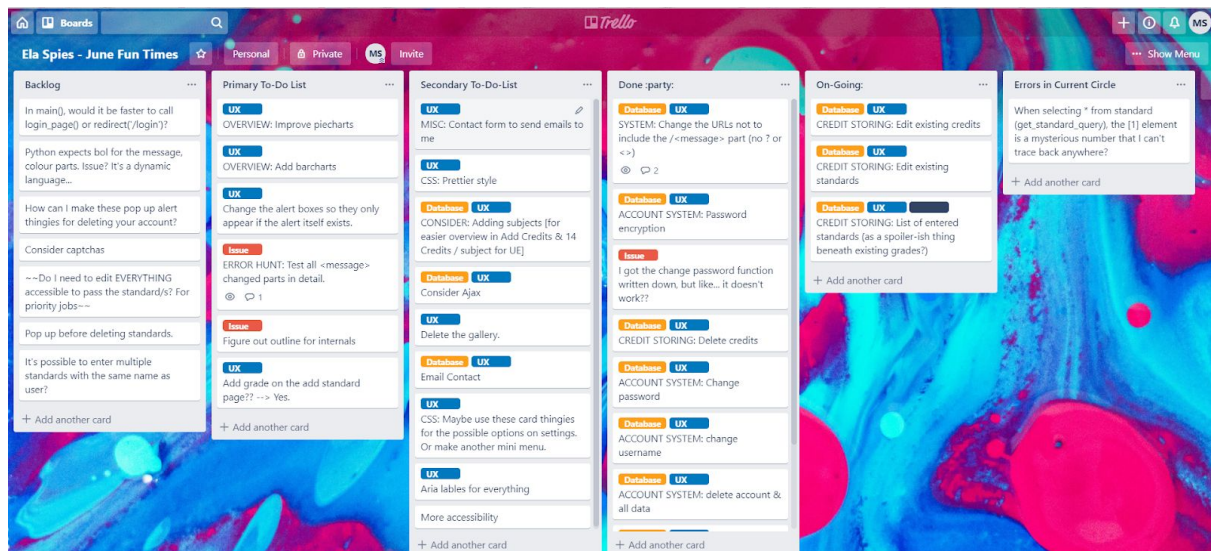 Boards
Trello
MS
Ela Spies - June Fun Times
Personal
Private
MS
Invite
... Show Menu
Backlog
In main(), would it be faster to call
login_page() or redirect('/login')?
Python expects bol for the message,
colour parts. Issue? It's a dynamic
language...
How can I make these pop up alert
thingies for deleting your account?
Consider captchas
~~Do I need to edit EVERYTHING
accessible to pass the standard/s? For
priority jobs~~
Pop up before deleting standards.
It's possible to enter multiple
standards with the same name as
user?
+ Add another card
Primary To-Do List
UX
OVERVIEW: Improve piecharts
UX
OVERVIEW: Add barcharts
UX
Change the alert boxes so they only
appear if the alert itself exists.
Issue
ERROR HUNT: Test all <message>
changed parts in detail.
1
Issue
Figure out outline for internals
UX
Add grade on the add standard
page?? --> Yes.
+ Add another card
Secondary To-Do-List
UX
MISC: Contact form to send emails to
me
UX
CSS: Prettier style
Database UX
CONSIDER: Adding subjects [for
easier overview in Add Credits & 14
Credits / subject for UE]
Database UX
Consider Ajax
UX
Delete the gallery.
Database UX
Email Contact
UX
CSS: Maybe use these card thingies
for the possible options on settings.
Or make another mini menu.
UX
Aria lables for everything
More accessibility
+ Add another card
Done :party:
Database UX
SYSTEM: Change the URLs not to
include the /<message> part (no ? or
<>)
2
Database UX
ACCOUNT SYSTEM: Password
encryption
Issue
I got the change password function
written down, but like... it doesn't
work??
Database UX
CREDIT STORING: Delete credits
Database UX
ACCOUNT SYSTEM: Change
password
Database UX
ACCOUNT SYSTEM: change
username
Database UX
ACCOUNT SYSTEM: delete account &
all data
Database UX
+ Add another card
On-Going:
Database UX
CREDIT STORING: Edit existing credits
Database UX
CREDIT STORING: Edit existing
standards
Database UX
CREDIT STORING: List of entered
standards (as a spoiler-ish thing
beneath existing grades?)
+ Add another card
Errors in Current Circle
When selecting * from standard
(get_standard_query), the [1] element
is a mysterious number that I can't
trace back anywhere?
+ Add another card